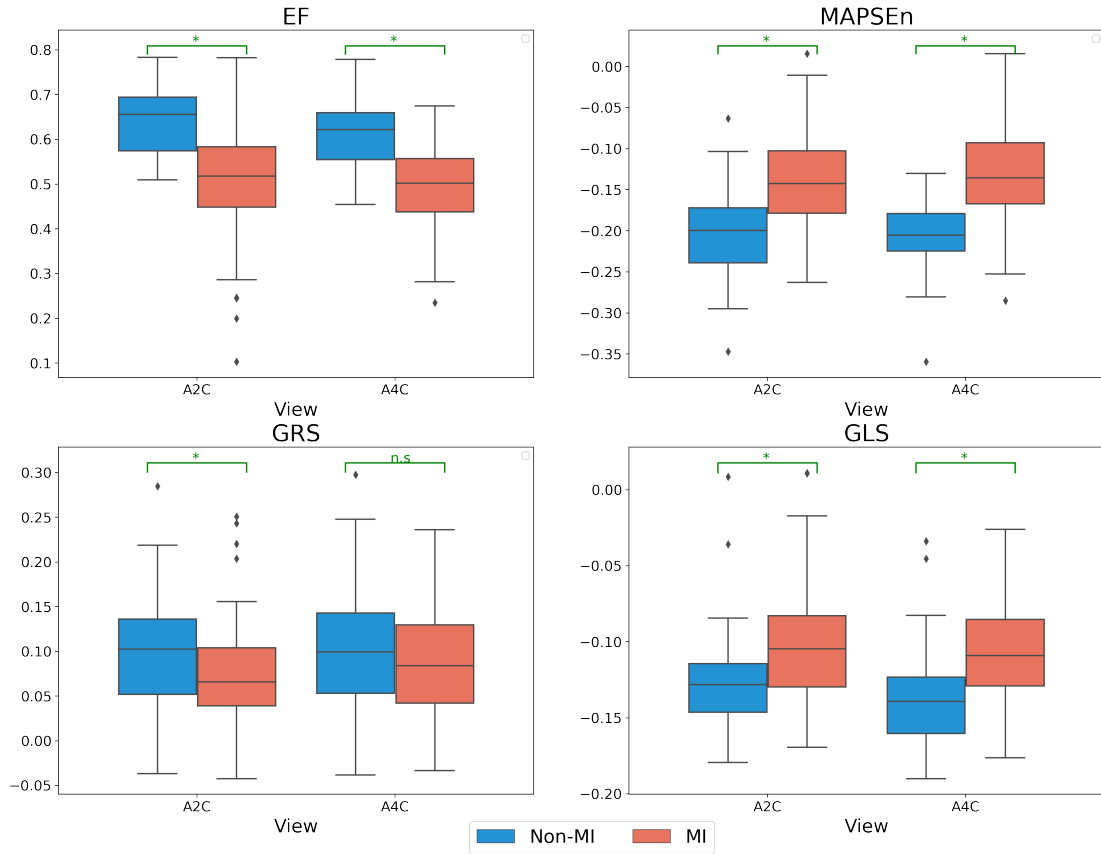 EF
0.8
0.7
0.6
0.5
0.4
0.3
0.2
0.1
* *
A2C A4C
View
MAPSEn
0.00
−0.05
−0.10
−0.15
−0.20
−0.25
−0.30
−0.35
* *
A2C A4C
View
GRS
0.30
0.25
0.20
0.15
0.10
0.05
0.00
−0.05
* n.s
A2C A4C
View
GLS
0.00
−0.05
−0.10
−0.15
−0.20
* *
A2C A4C
View
Non-MI MI